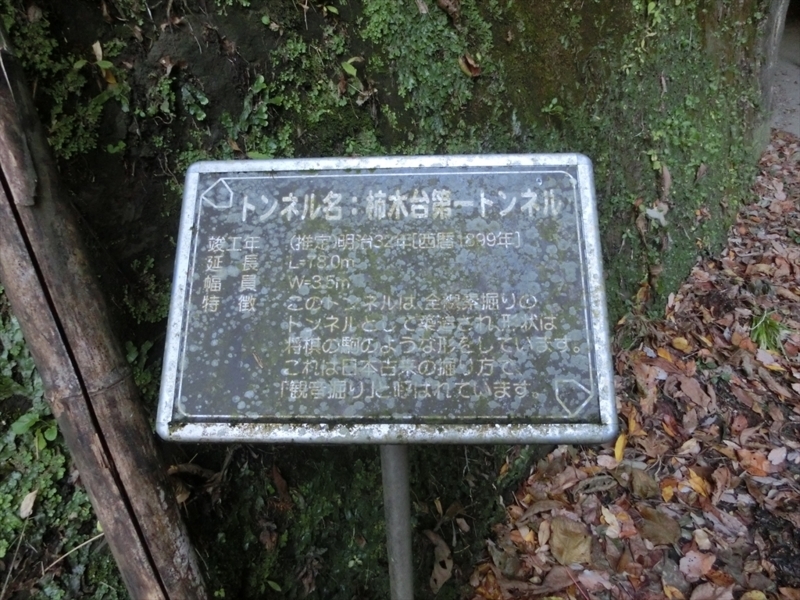 トンネル名：柿木台第一トンネル
竣工年 (推定)明治32年[西暦1899年]
延長 L=78.0m
幅員 W=3.5m
特徴 このトンネルは、全線素掘りの
トンネルとして築造され、形状は
将棋の駒のような形をしています。
これは日本古来の掘り方で
「観音掘り」と呼ばれています。